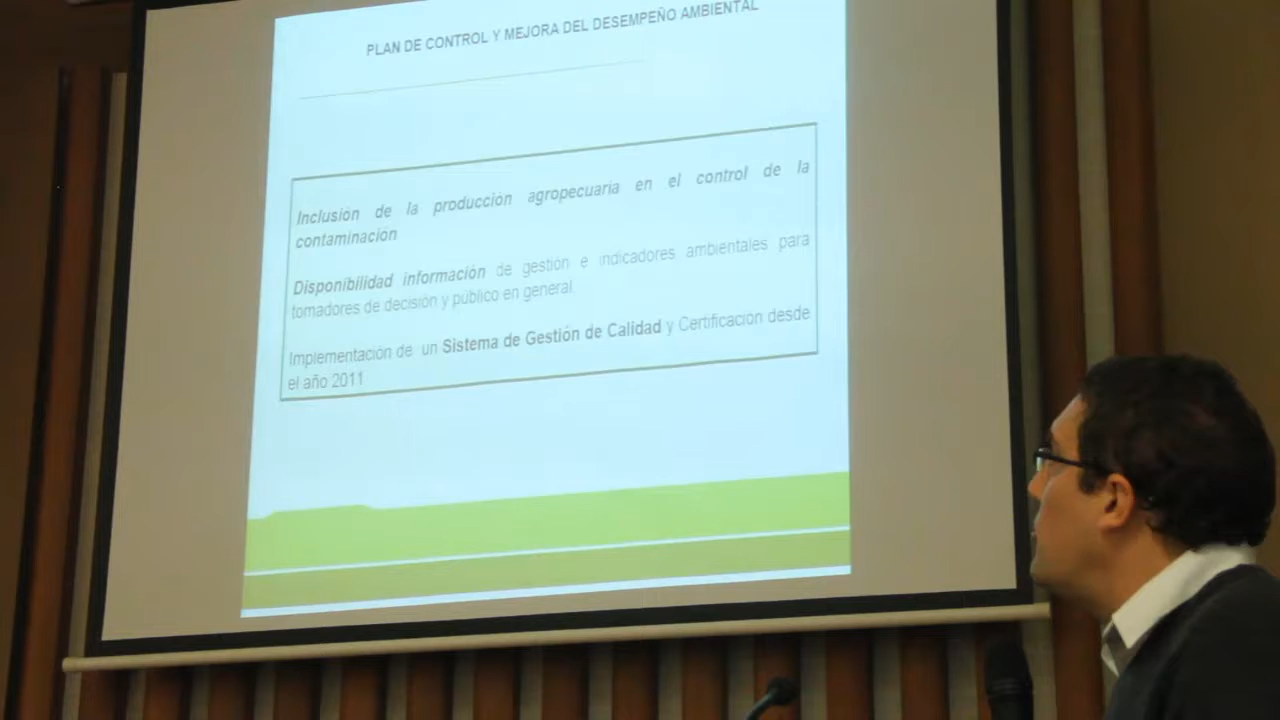 PLAN DE CONTROL Y MEJORA DEL DESEMPEÑO AMBIENTAL
Inclusión de la producción agropecuaria en el control de la
contaminación
Disponibilidad información de gestión e indicadores ambientales para
tomadores de decisión y público en general.
Implementación de un Sistema de Gestión de Calidad y Certificación desde
el año 2011